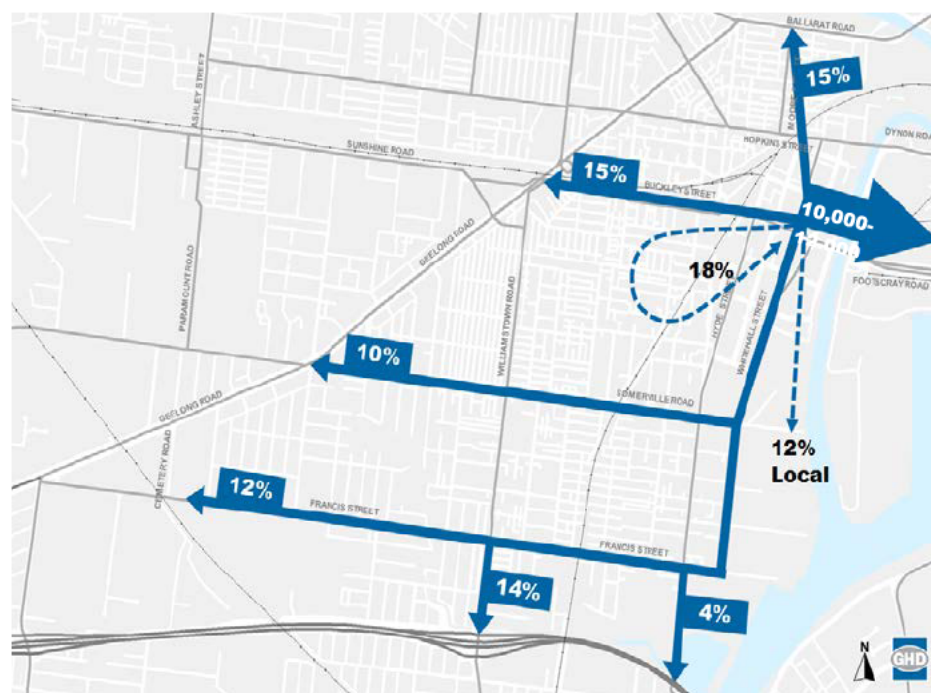 BALLARAT ROAD
15%
ASHLEY STREET
HOPKINS STREET
DYNON ROAD
SUNSHINE ROAD
15%
BUCKLEY STREET
10,000-
18%
FOOTSCRAY ROAD
GEELONG ROAD
PARAMOUNT ROAD
WILLIAMSTOWN ROAD
WHITEHALL STREET
10%
SOMERVILLE ROAD
GEELONG ROAD
12%
Local
CEMETERY ROAD
12%
FRANCIS STREET
FRANCIS STREET
14%
4%
N
GHD